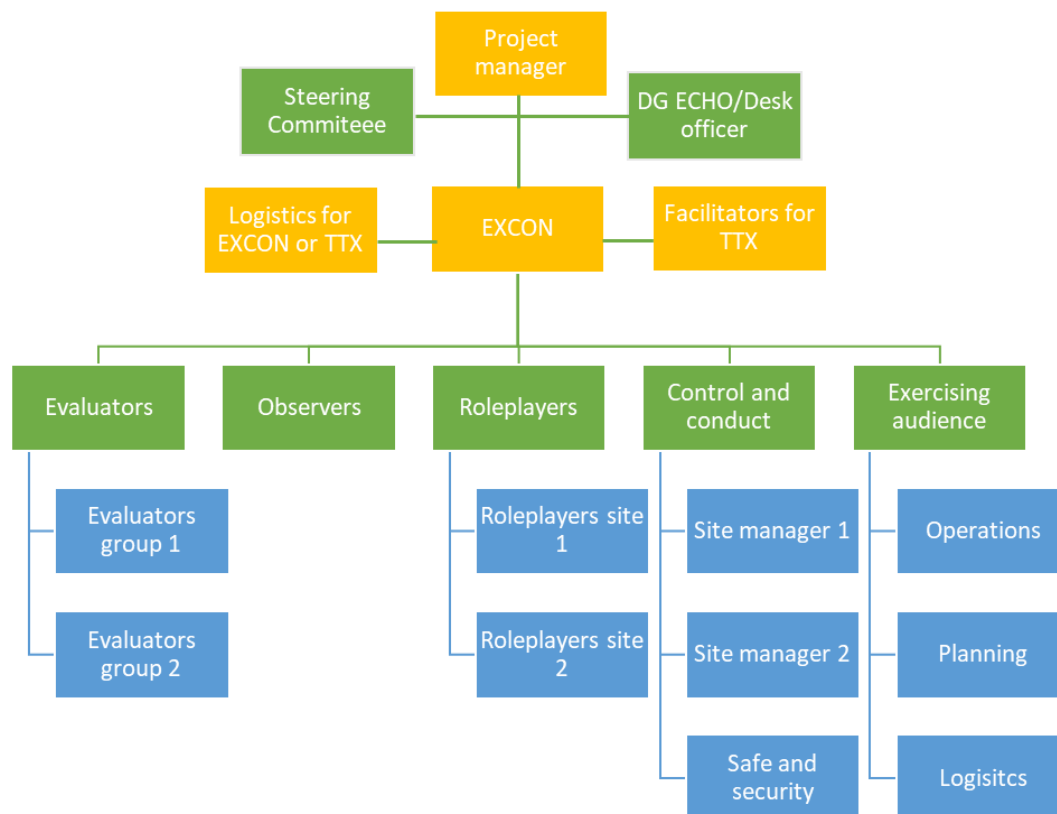 Project
manager
Steering
Commiteee
DG ECHO/Desk
officer
Logistics for
EXCON or TTX
EXCON
Facilitators for
TTX
Evaluators
Observers
Roleplayers
Control and
conduct
Exercising
audience
Evaluators
group 1
Roleplayers site
1
Site manager 1
Operations
Evaluators
group 2
Roleplayers site
2
Site manager 2
Planning
Safe and
security
Logisitcs